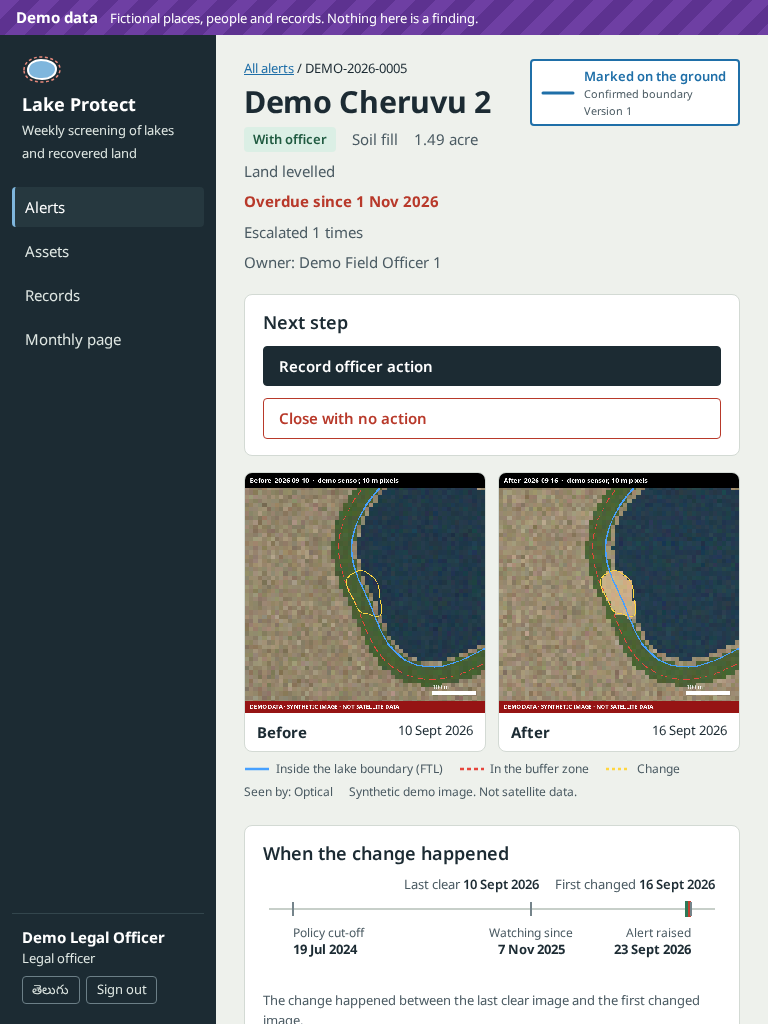 Demo data Fictional places, people and records. Nothing here is a finding.
Lake Protect
Weekly screening of lakes
and recovered land
Alerts
Assets
Records
Monthly page
Demo Legal Officer
Legal officer
తెలుగు Sign out
All alerts / DEMO-2026-0005
Demo Cheruvu 2
With officer Soil fill 1.49 acre
Land levelled
Overdue since 1 Nov 2026
Escalated 1 times
Owner: Demo Field Officer 1
Marked on the ground
Confirmed boundary
Version 1
Next step
Record officer action
Close with no action
Before 2026-09-10 · demo sensor, 10 m pixels
DEMO DATA · SYNTHETIC IMAGE · NOT SATELLITE DATA
Before 10 Sept 2026
After 2026-09-16 · demo sensor, 10 m pixels
DEMO DATA · SYNTHETIC IMAGE · NOT SATELLITE DATA
After 16 Sept 2026
Inside the lake boundary (FTL) In the buffer zone Change
Seen by: Optical Synthetic demo image. Not satellite data.
When the change happened
Last clear 10 Sept 2026 First changed 16 Sept 2026
Policy cut-off Watching since Alert raised
19 Jul 2024 7 Nov 2025 23 Sept 2026
The change happened between the last clear image and the first changed
image.